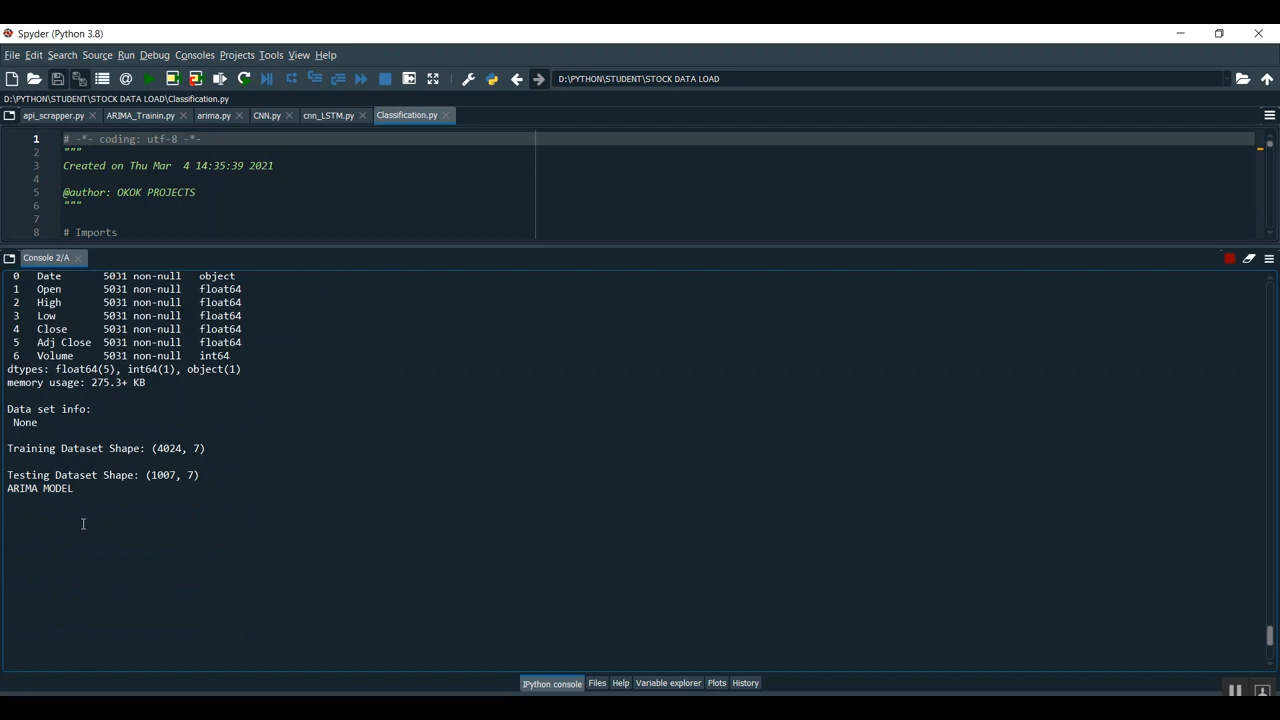 Spyder (Python 3.8)
File Edit Search Source Run Debug Consoles Projects Tools View Help
D:\PYTHON\STUDENT\STOCK DATA LOAD
D:\PYTHON\STUDENT\STOCK DATA LOAD\Classification.py
api_scrapper.py ARIMA_Trainin.py arima.py CNN.py cnn_LSTM.py Classification.py
1 # -*- coding: utf-8 -*-
2 """
3 Created on Thu Mar  4 14:35:39 2021
4
5 @author: OKOK PROJECTS
6 """
7
8 # Imports
Console 2/A
0 Date 5031 non-null object
1 Open 5031 non-null float64
2 High 5031 non-null float64
3 Low 5031 non-null float64
4 Close 5031 non-null float64
5 Adj Close 5031 non-null float64
6 Volume 5031 non-null int64
dtypes: float64(5), int64(1), object(1)
memory usage: 275.3+ KB
Data set info:
None
Training Dataset Shape: (4024, 7)
Testing Dataset Shape: (1007, 7)
ARIMA MODEL
IPython console Files Help Variable explorer Plots History